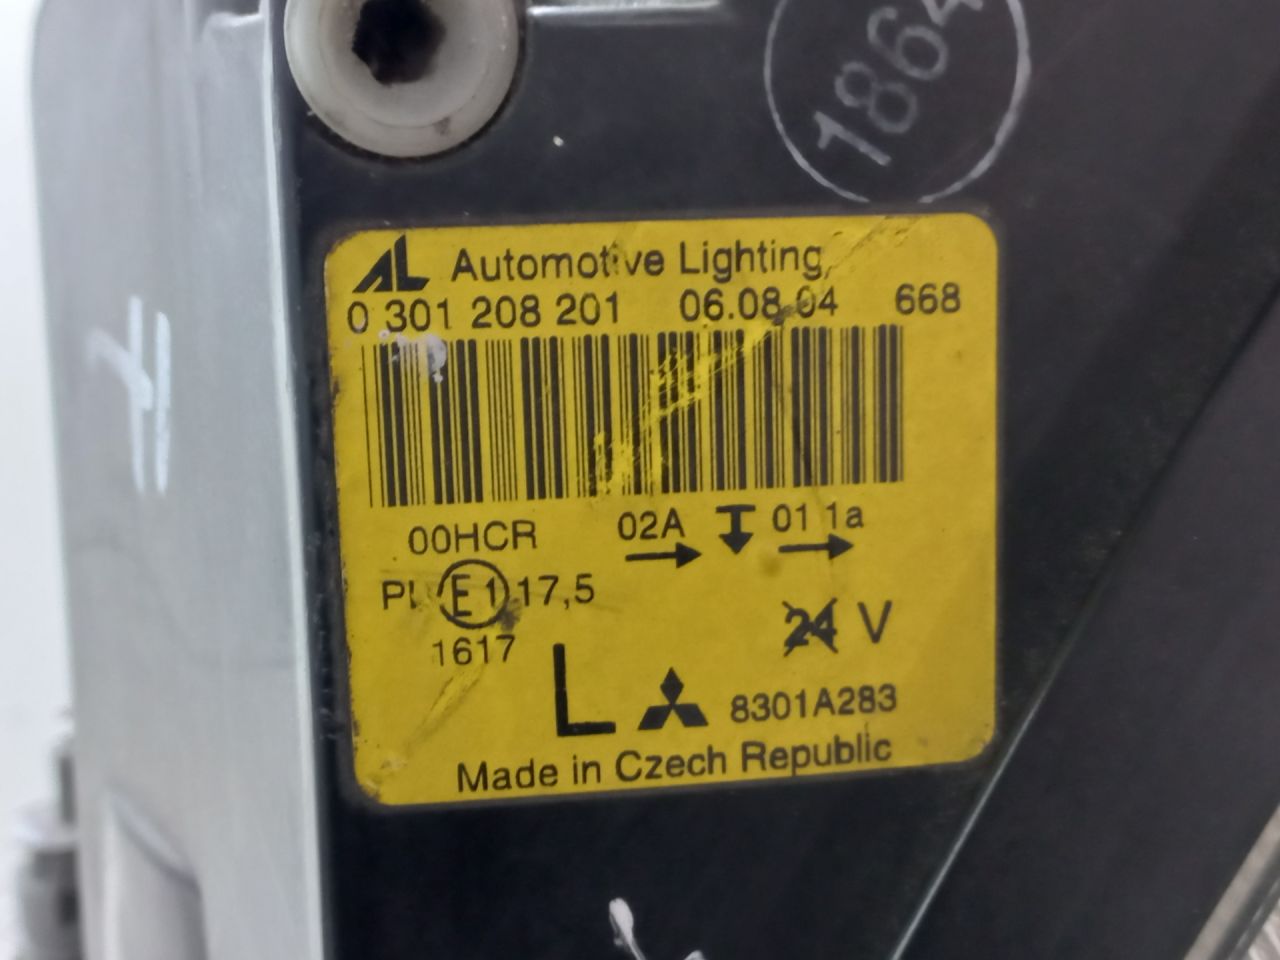 1864
AL Automotive Lighting
0 301 208 201 06.08.04 668
00HCR 02A 01 1a
PL E1 17,5
1617 24 V
L 8301A283
Made in Czech Republic